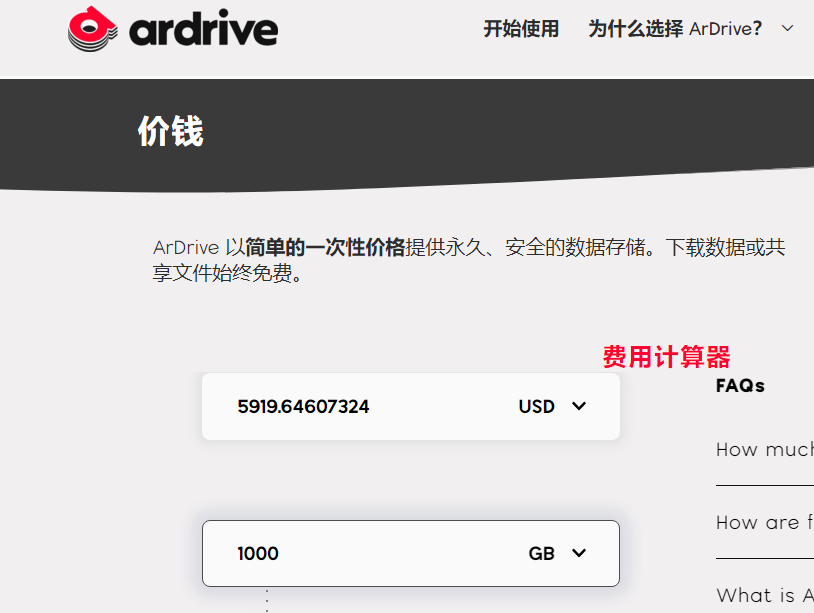 ardrive 开始使用 为什么选择 ArDrive?
价钱
ArDrive 以简单的一次性价格提供永久、安全的数据存储。下载数据或共
享文件始终免费。
费用计算器
FAQs
5919.64607324 USD
How much
How are
1000 GB
What is